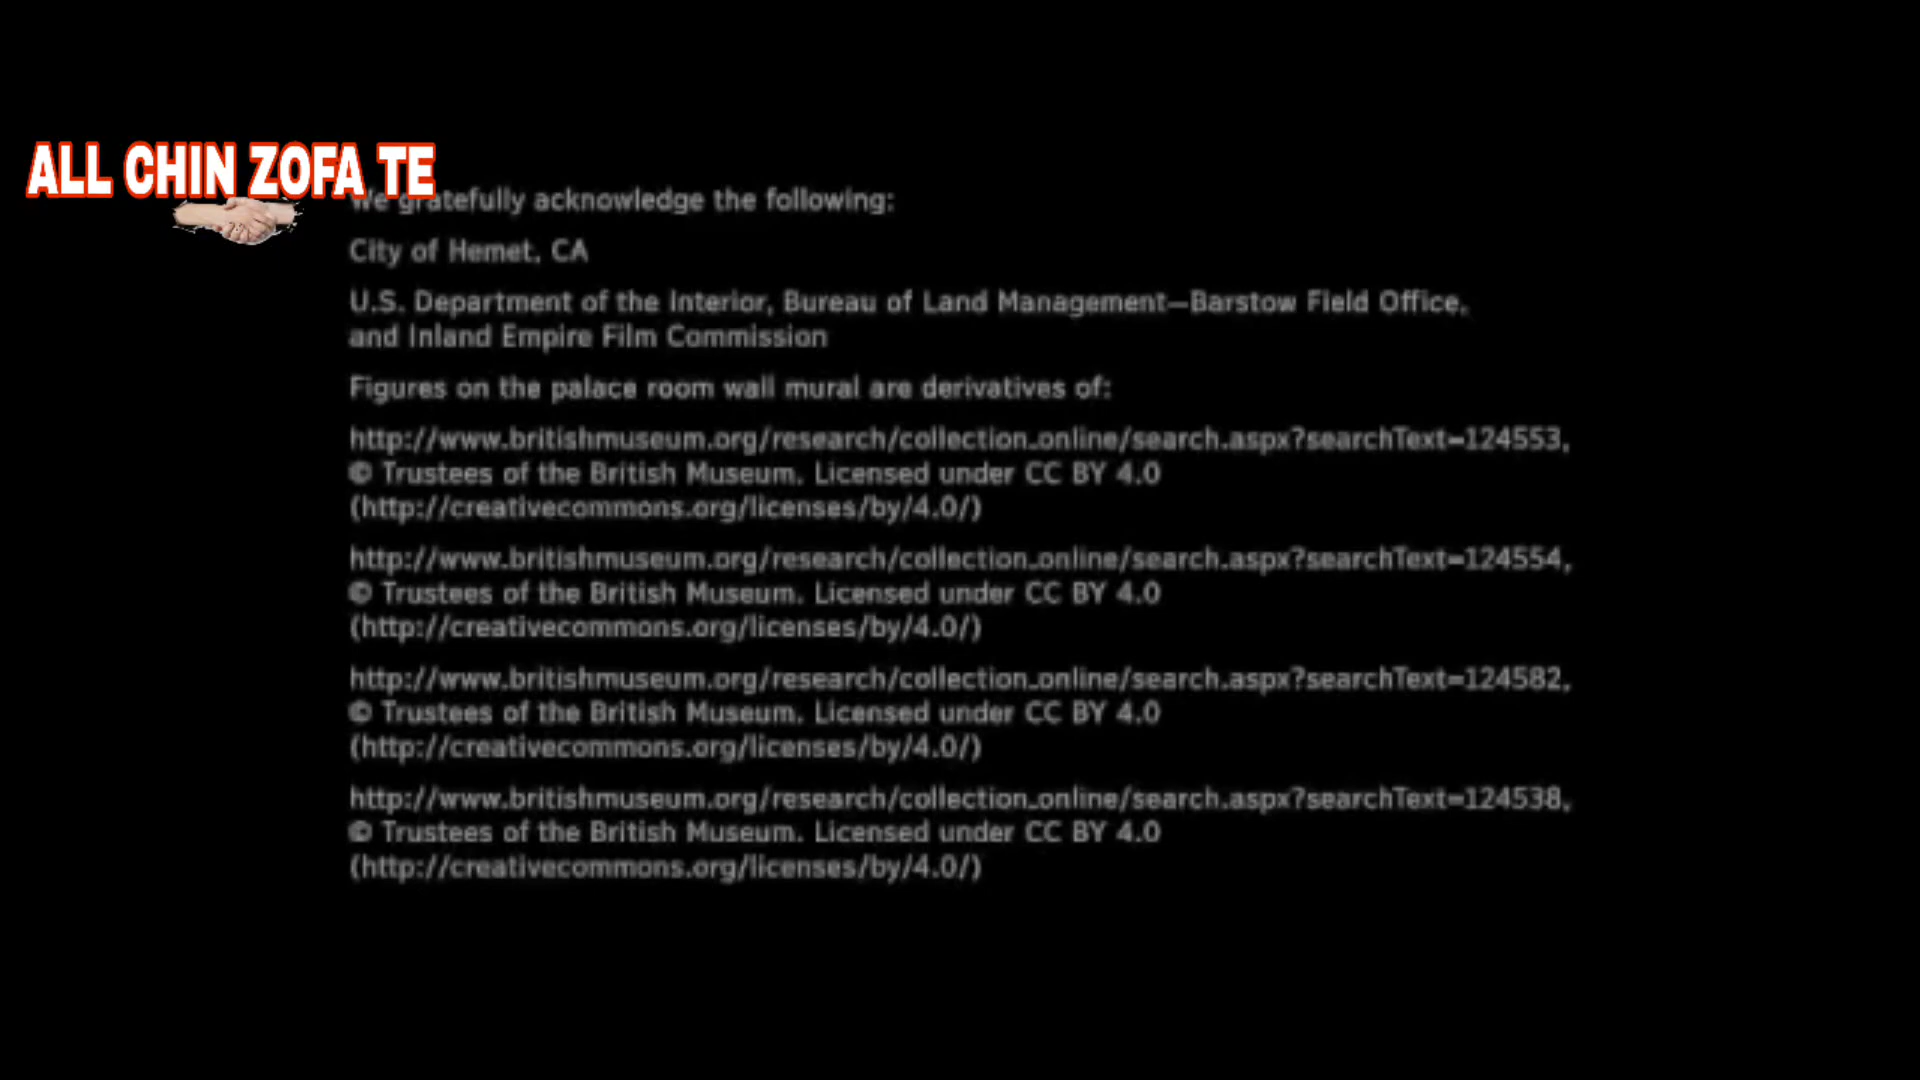 ALL CHIN ZOFA TE
We gratefully acknowledge the following:
City of Hemet, CA
U.S. Department of the Interior, Bureau of Land Management—Barstow Field Office,
and Inland Empire Film Commission
Figures on the palace room wall mural are derivatives of:
http://www.britishmuseum.org/research/collection_online/search.aspx?searchText=124553,
© Trustees of the British Museum. Licensed under CC BY 4.0
(http://creativecommons.org/licenses/by/4.0/)
http://www.britishmuseum.org/research/collection_online/search.aspx?searchText=124554,
© Trustees of the British Museum. Licensed under CC BY 4.0
(http://creativecommons.org/licenses/by/4.0/)
http://www.britishmuseum.org/research/collection_online/search.aspx?searchText=124582,
© Trustees of the British Museum. Licensed under CC BY 4.0
(http://creativecommons.org/licenses/by/4.0/)
http://www.britishmuseum.org/research/collection_online/search.aspx?searchText=124538,
© Trustees of the British Museum. Licensed under CC BY 4.0
(http://creativecommons.org/licenses/by/4.0/)